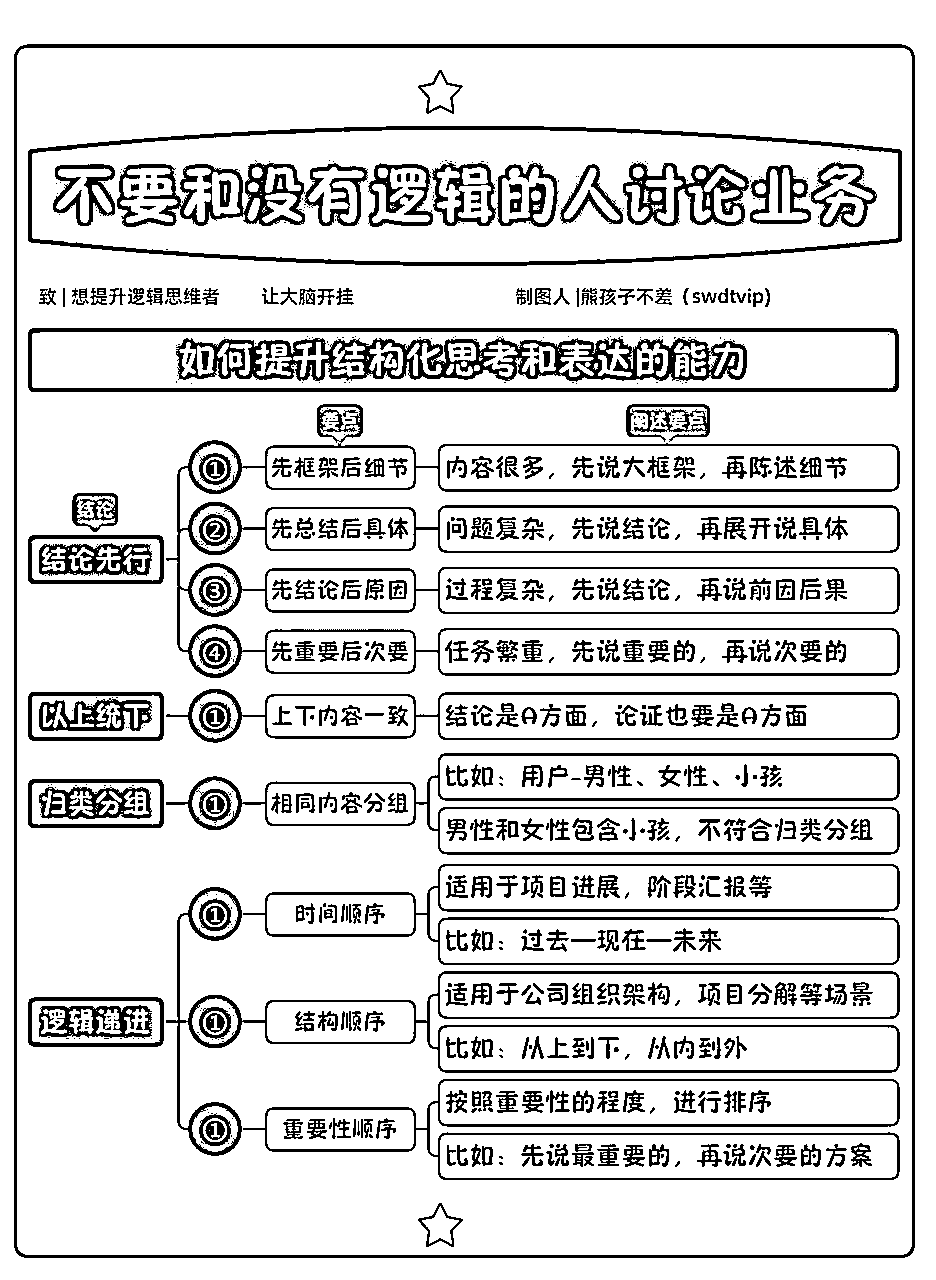 不要和没有逻辑的人讨论业务
致 | 想提升逻辑思维者 让大脑开挂 制图人 |熊孩子不差（swdtvip)
如何提升结构化思考和表达的能力
要点 阐述要点
① 先框架后细节 内容很多，先说大框架，再陈述细节
结论
② 先总结后具体 问题复杂，先说结论，再展开说具体
结论先行
③ 先结论后原因 过程复杂，先说结论，再说前因后果
④ 先重要后次要 任务繁重，先说重要的，再说次要的
以上统下 ① 上下内容一致 结论是A方面，论证也要是A方面
比如：用户-男性、女性、小孩
归类分组 ① 相同内容分组
男性和女性包含小孩，不符合归类分组
适用于项目进展，阶段汇报等
① 时间顺序
比如：过去—现在—未来
适用于公司组织架构，项目分解等场景
逻辑递进 ① 结构顺序
比如：从上到下，从内到外
按照重要性的程度，进行排序
① 重要性顺序
比如：先说最重要的，再说次要的方案